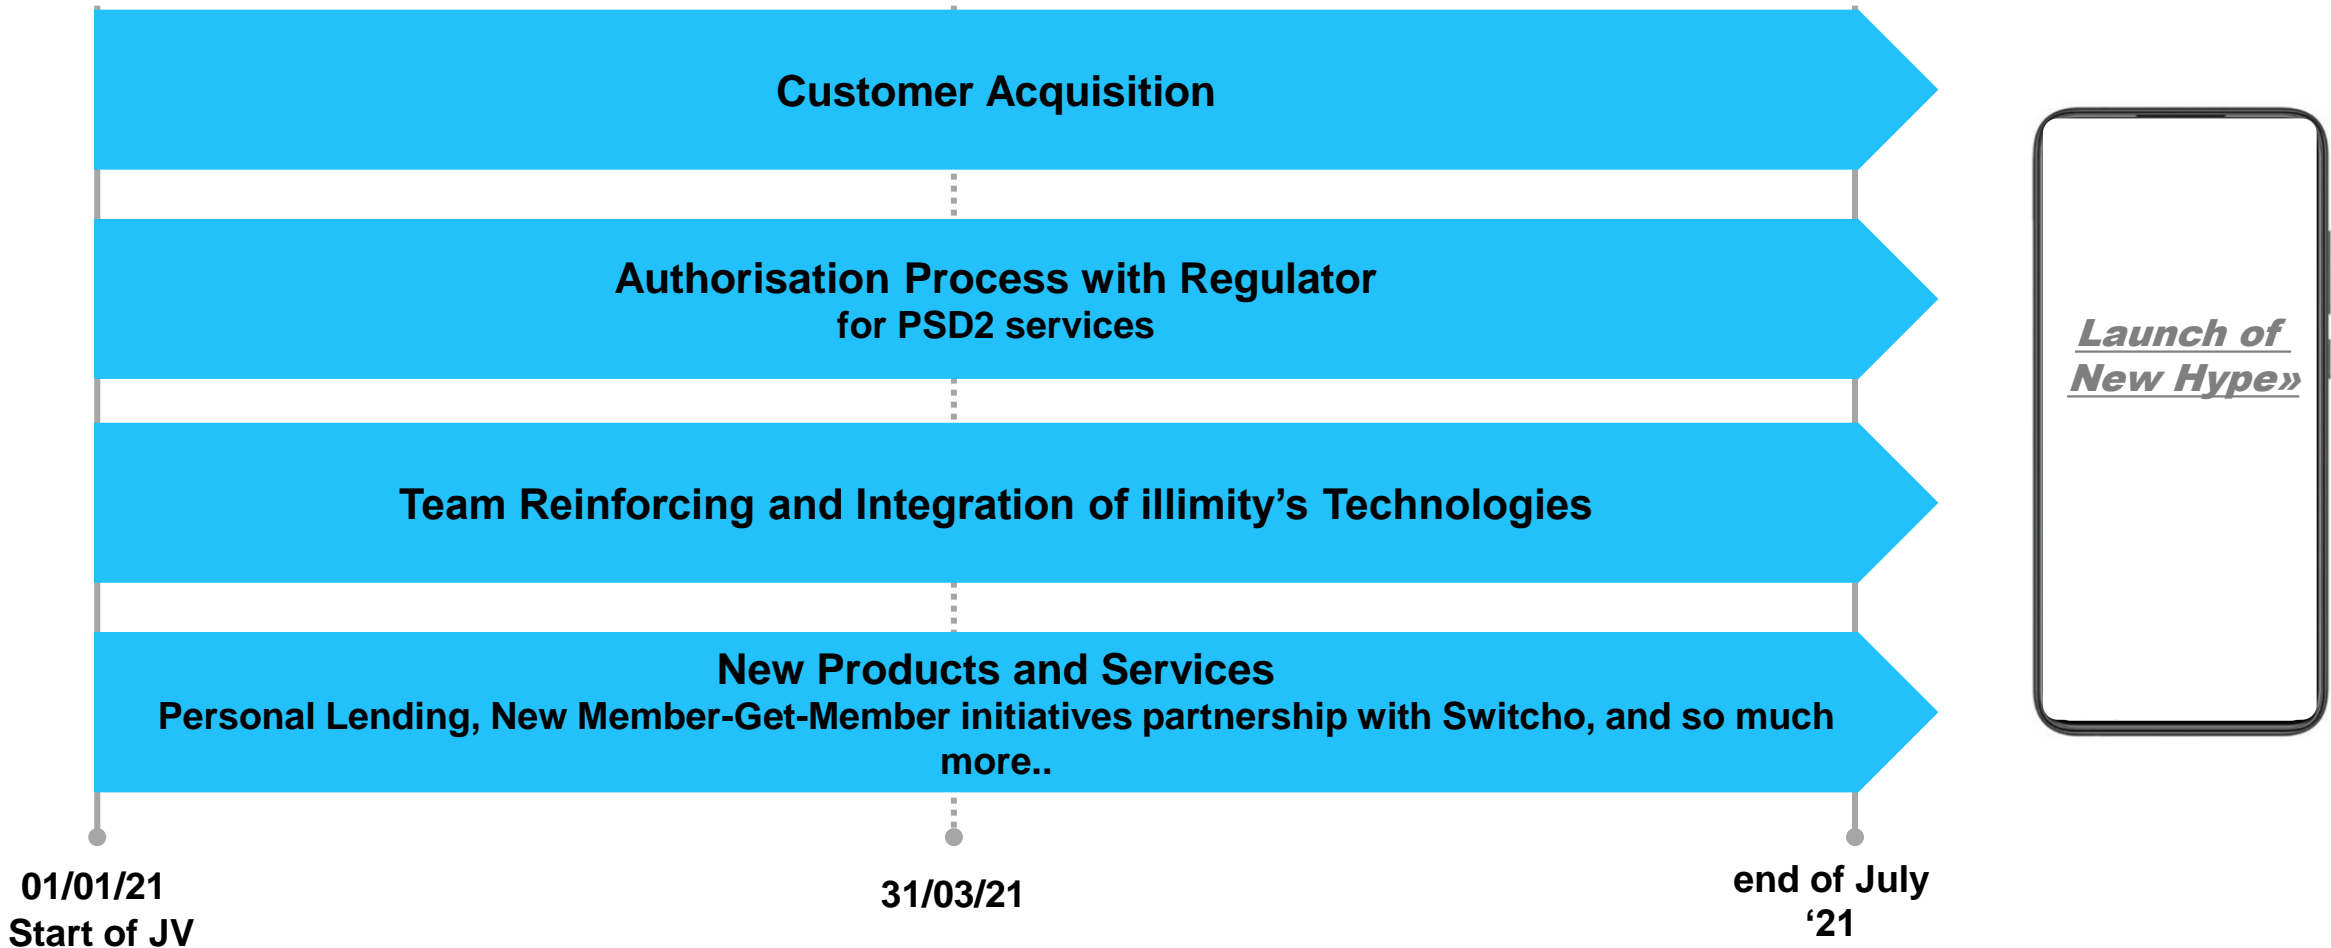 Customer Acquisition
Authorisation Process with Regulator
for PSD2 services
Team Reinforcing and Integration of illimity’s Technologies
New Products and Services
Personal Lending, New Member-Get-Member initiatives partnership with Switcho, and so much
more..
Launch of
New Hype»
01/01/21
Start of JV
31/03/21
end of July
‘21